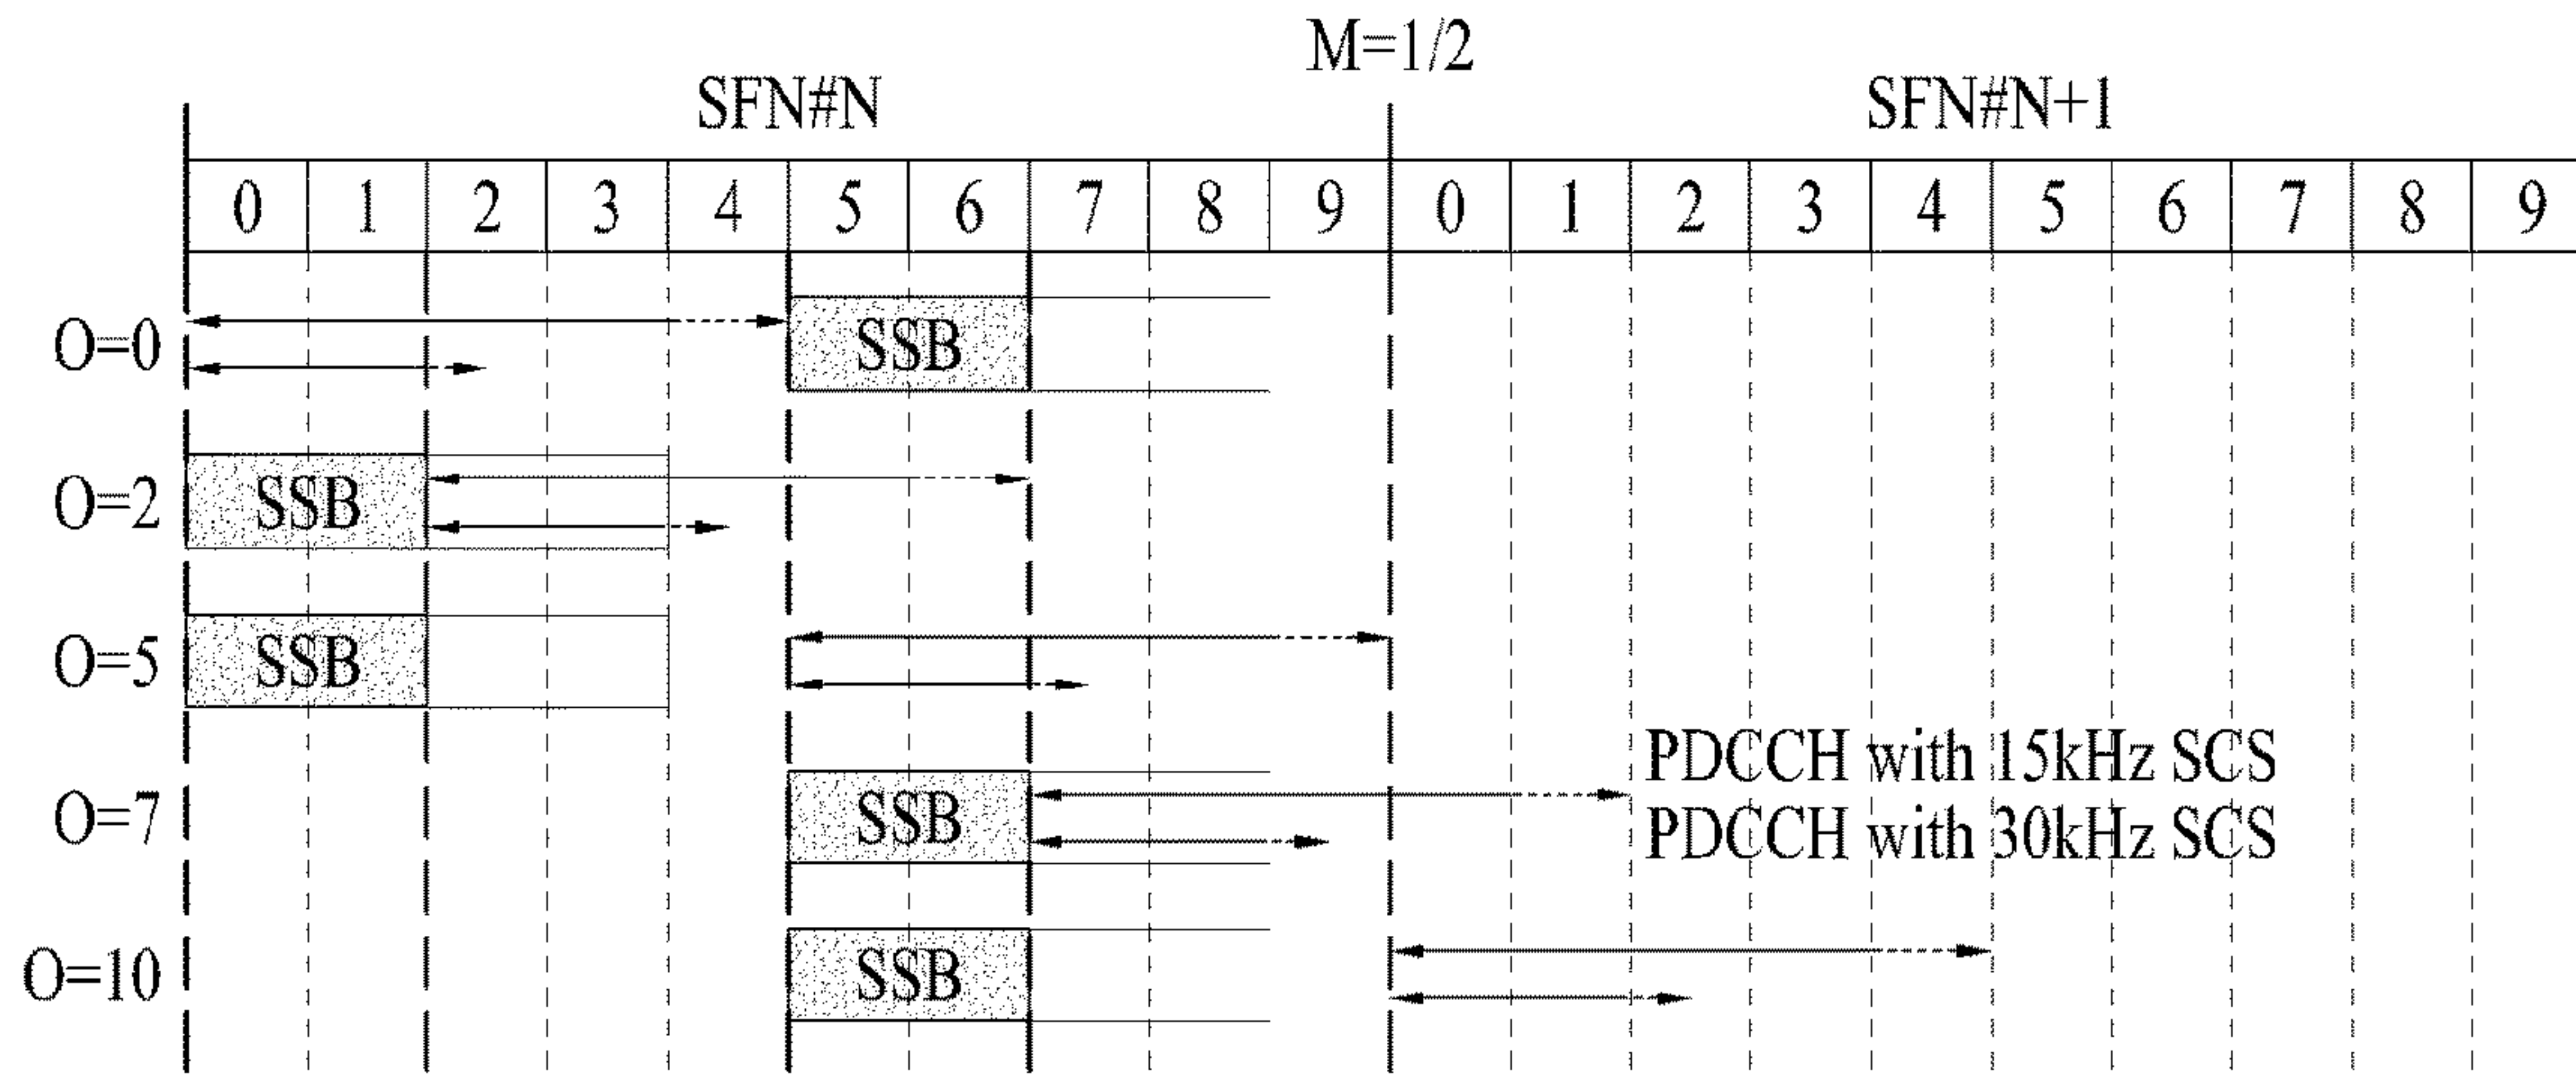 M=1/2
SFN#N SFN#N+1
0 1 2 3 4 5 6 7 8 9 0 1 2 3 4 5 6 7 8 9
O=0 SSB
O=2 SSB
O=5 SSB
PDCCH with 15kHz SCS
O=7 SSB
PDCCH with 30kHz SCS
O=10 SSB